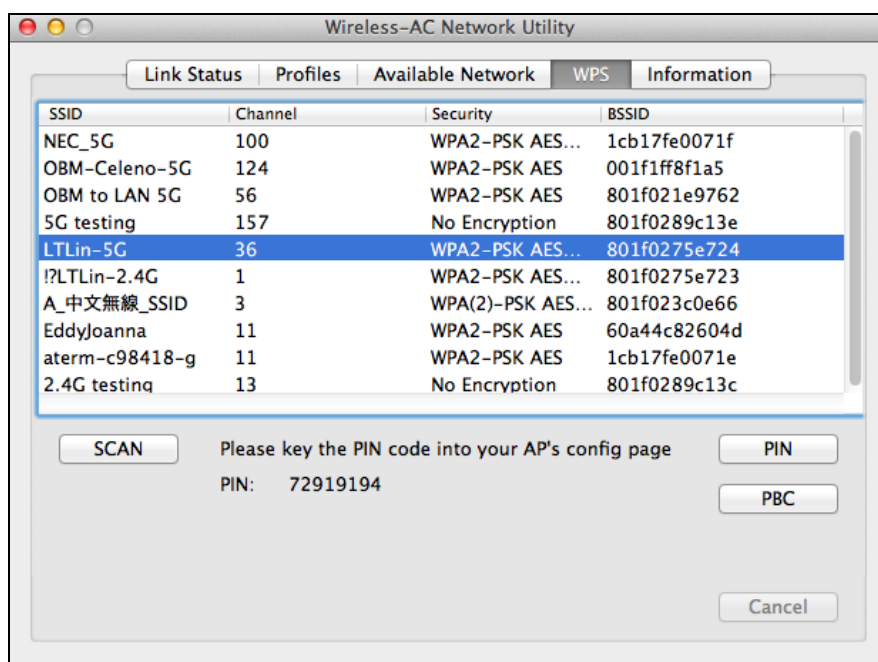 Wireless-AC Network Utility
Link Status Profiles Available Network WPS Information
SSID Channel Security BSSID
NEC_5G 100 WPA2-PSK AES... 1cb17fe0071f
OBM-Celeno-5G 124 WPA2-PSK AES 001f1ff8f1a5
OBM to LAN 5G 56 WPA2-PSK AES 801f021e9762
5G testing 157 No Encryption 801f0289c13e
LTLin-5G 36 WPA2-PSK AES... 801f0275e724
!?LTLin-2.4G 1 WPA2-PSK AES... 801f0275e723
A_中文無線_SSID 3 WPA(2)-PSK AES... 801f023c0e66
EddyJoanna 11 WPA2-PSK AES 60a44c82604d
aterm-c98418-g 11 WPA2-PSK AES 1cb17fe0071e
2.4G testing 13 No Encryption 801f0289c13c
SCAN Please key the PIN code into your AP's config page PIN
PIN: 72919194
PBC
Cancel